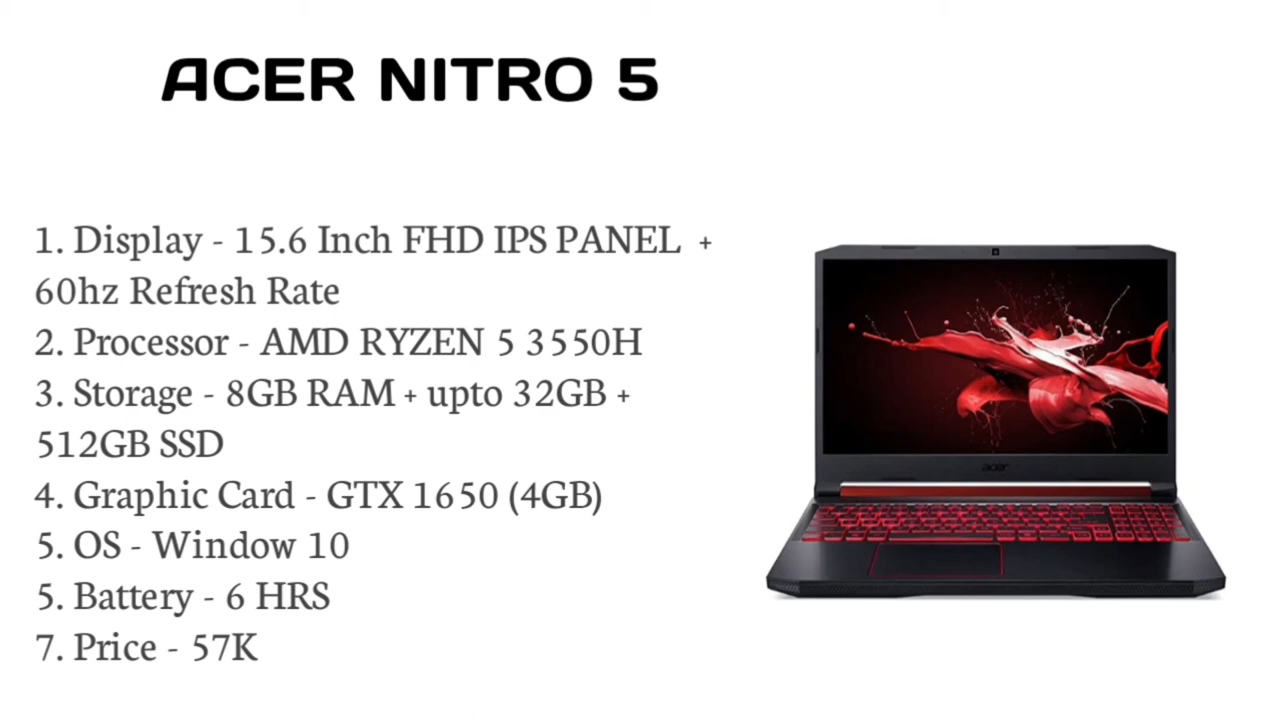 ACER NITRO 5
1. Display - 15.6 Inch FHD IPS PANEL +
60hz Refresh Rate
2. Processor - AMD RYZEN 5 3550H
3. Storage - 8GB RAM + upto 32GB +
512GB SSD
4. Graphic Card - GTX 1650 (4GB)
5. OS - Window 10
5. Battery - 6 HRS
7. Price - 57K
acer